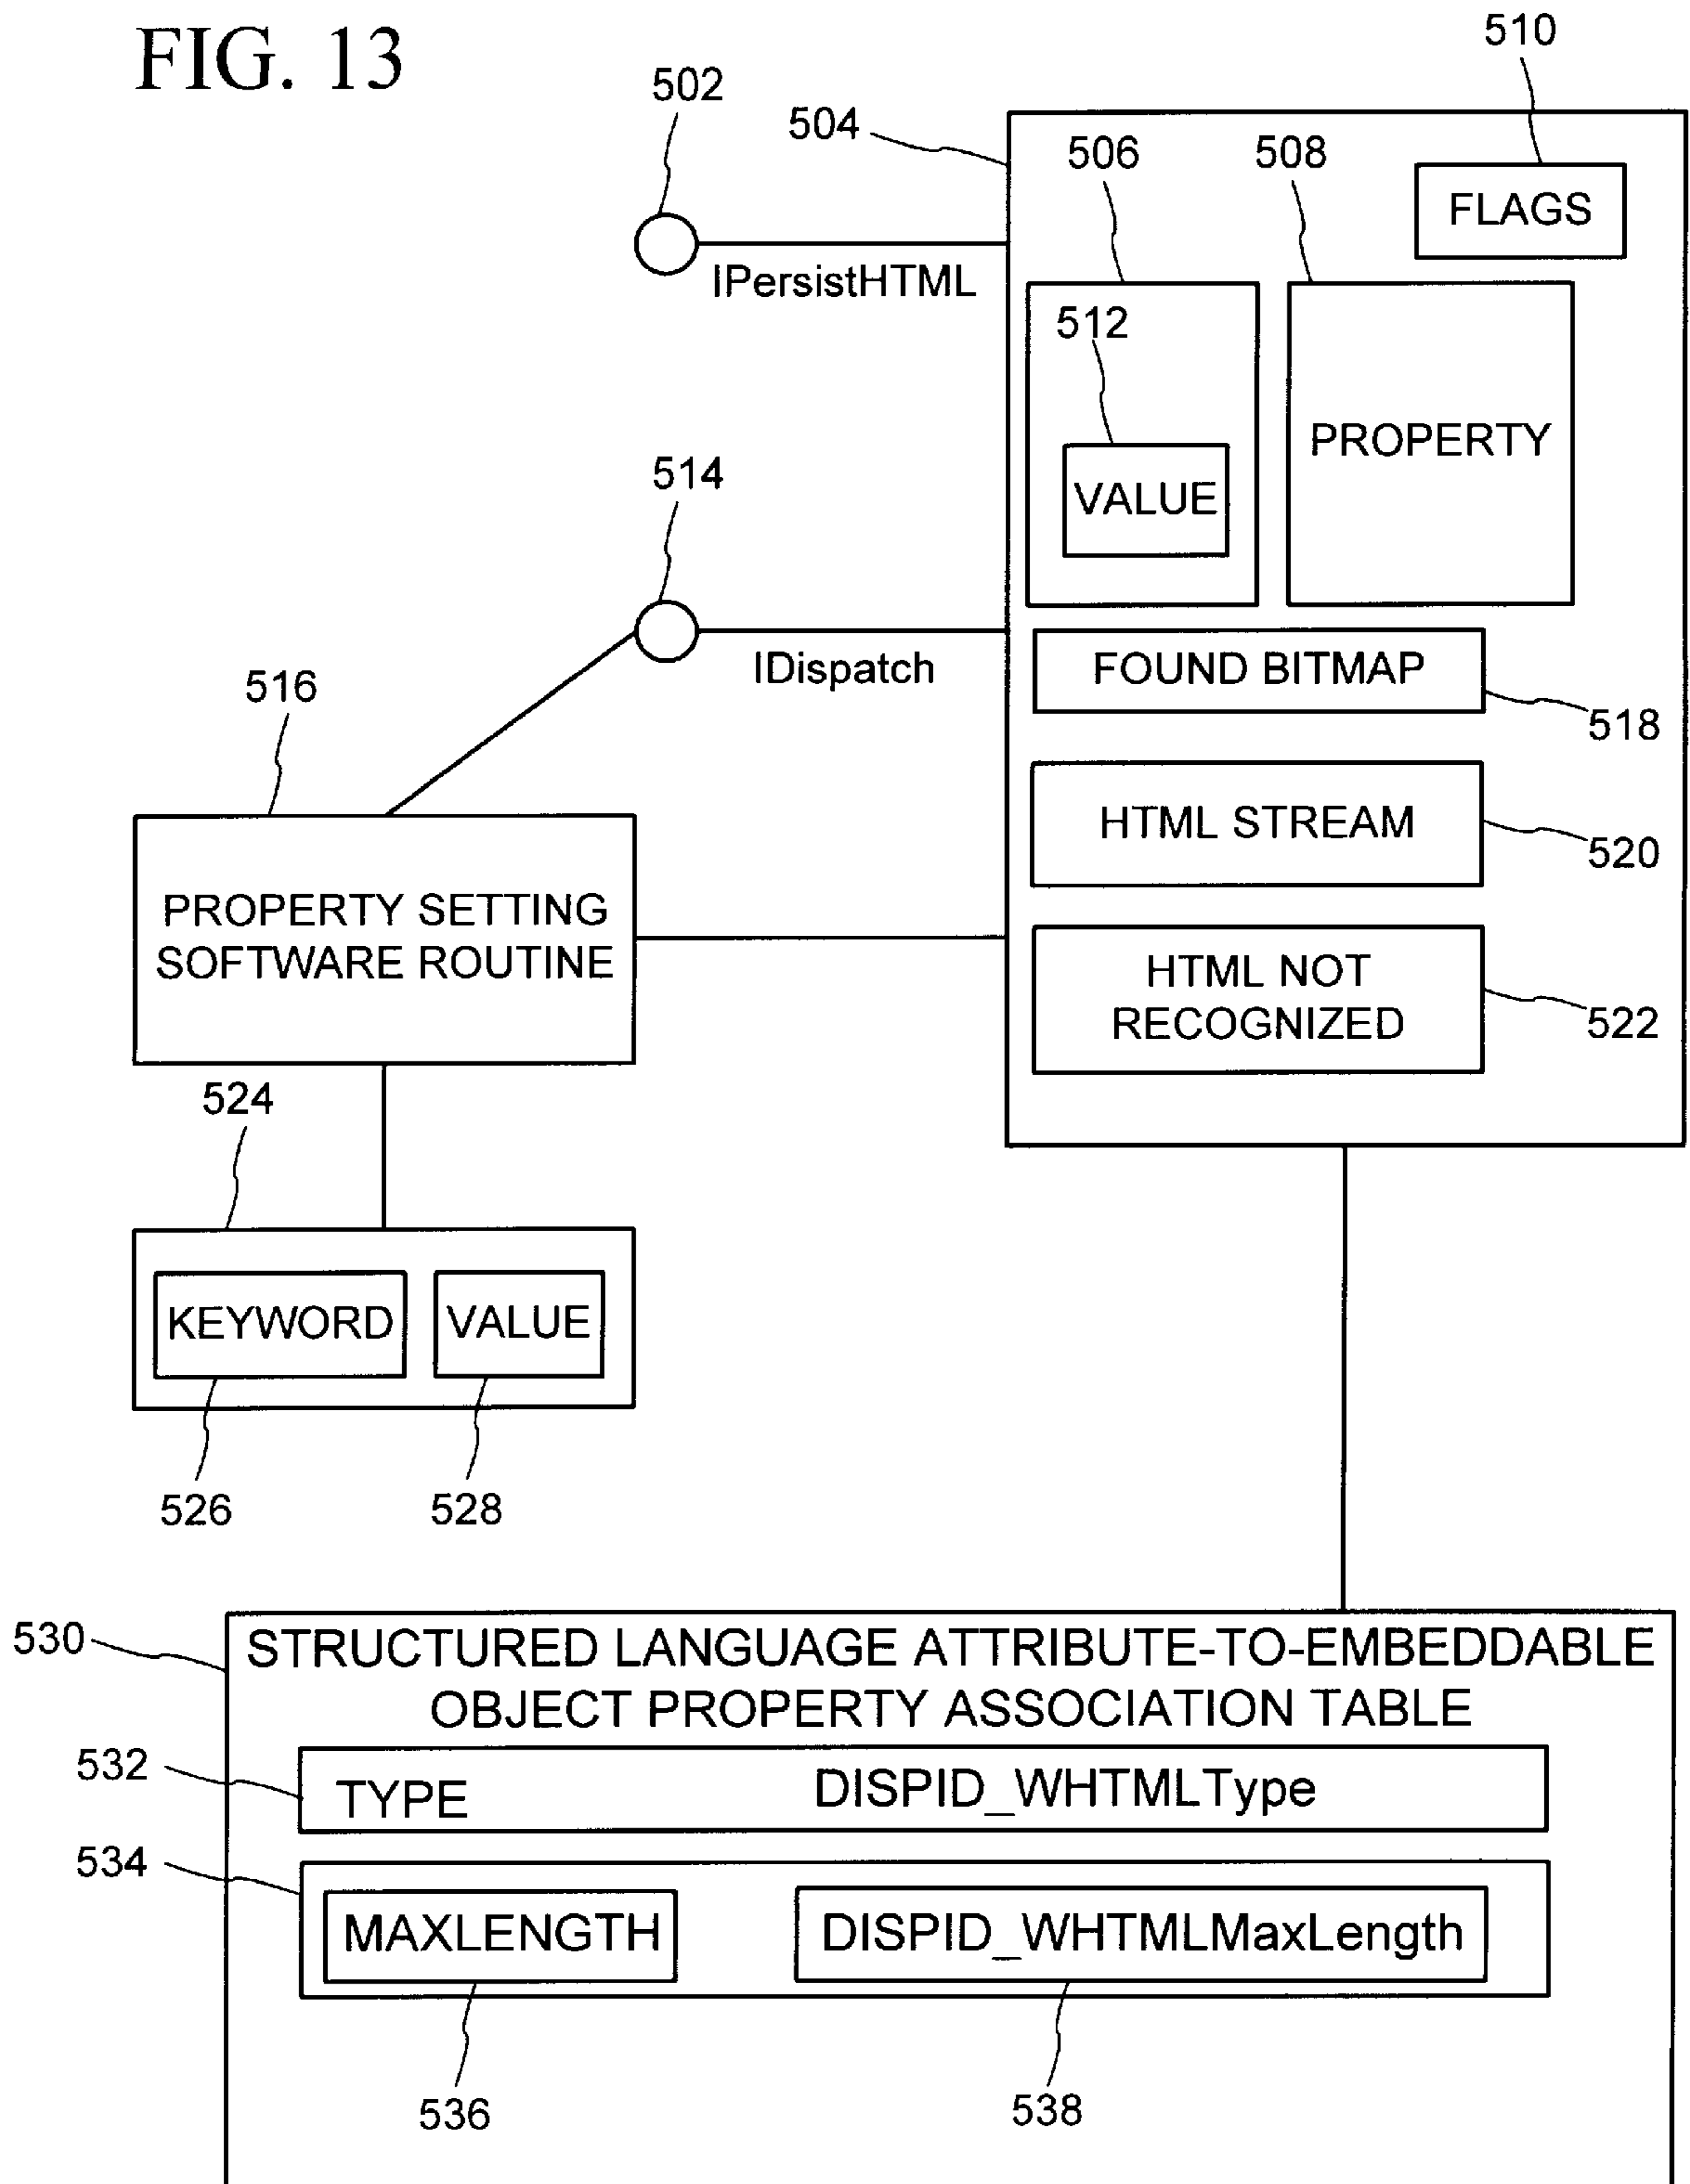 FIG. 13
510
502
504
506
508
FLAGS
IPersistHTML
512
PROPERTY
VALUE
514
516
IDispatch
FOUND BITMAP
518
HTML STREAM
520
PROPERTY SETTING
SOFTWARE ROUTINE
HTML NOT
RECOGNIZED
522
524
KEYWORD
VALUE
526
528
530
STRUCTURED LANGUAGE ATTRIBUTE-TO-EMBEDDABLE
OBJECT PROPERTY ASSOCIATION TABLE
532
TYPE
DISPID_WHTMLType
534
MAXLENGTH
DISPID_WHTMLMaxLength
536
538